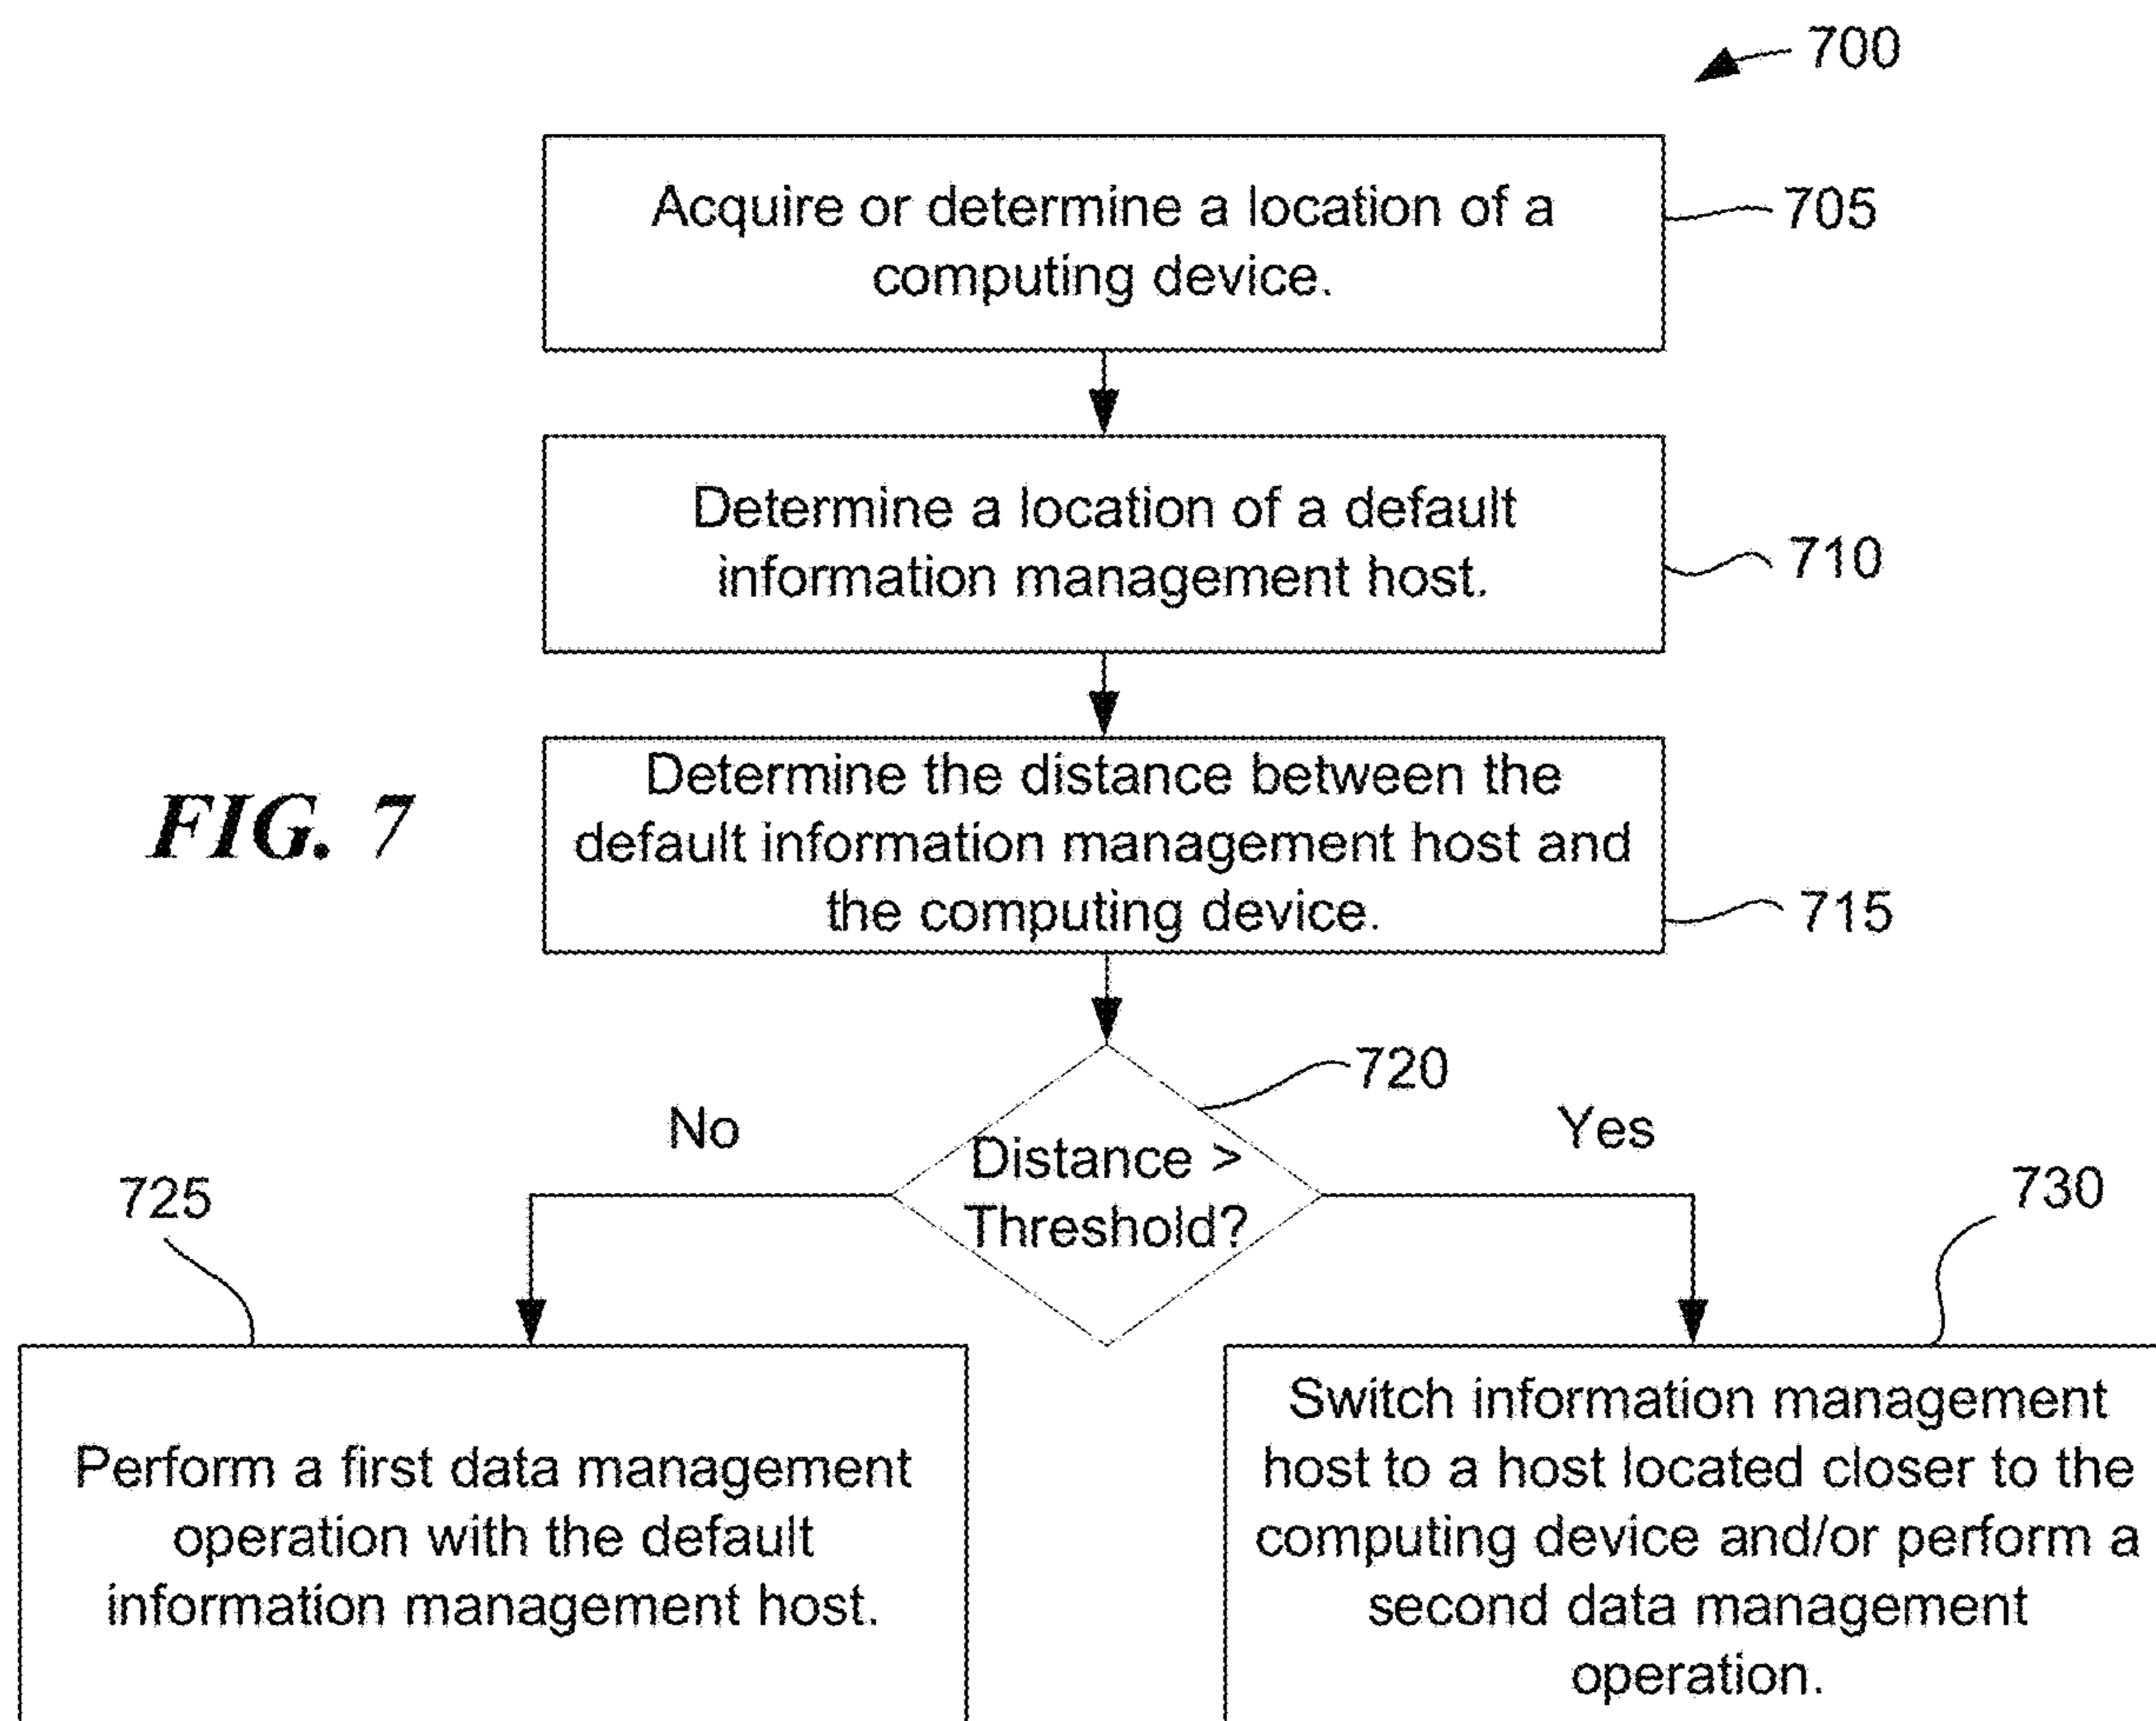 700
Acquire or determine a location of a
computing device.
705
Determine a location of a default
information management host.
710
FIG. 7
Determine the distance between the
default information management host and
the computing device.
715
720
Distance >
Threshold?
No
Yes
725
Perform a first data management
operation with the default
information management host.
730
Switch information management
host to a host located closer to the
computing device and/or perform a
second data management
operation.